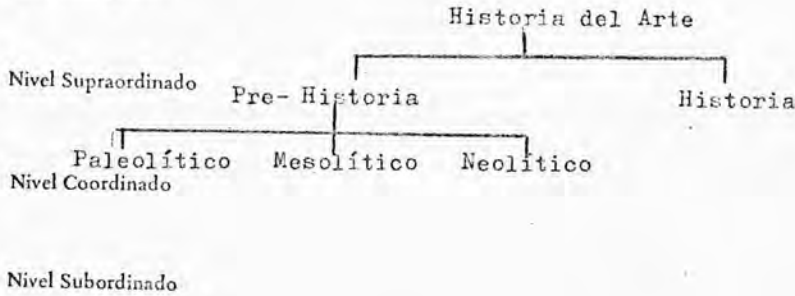 Historia del Arte
Nivel Supraordinado
Pre- Historia
Historia
Paleolítico Mesolítico Neolítico
Nivel Coordinado
Nivel Subordinado